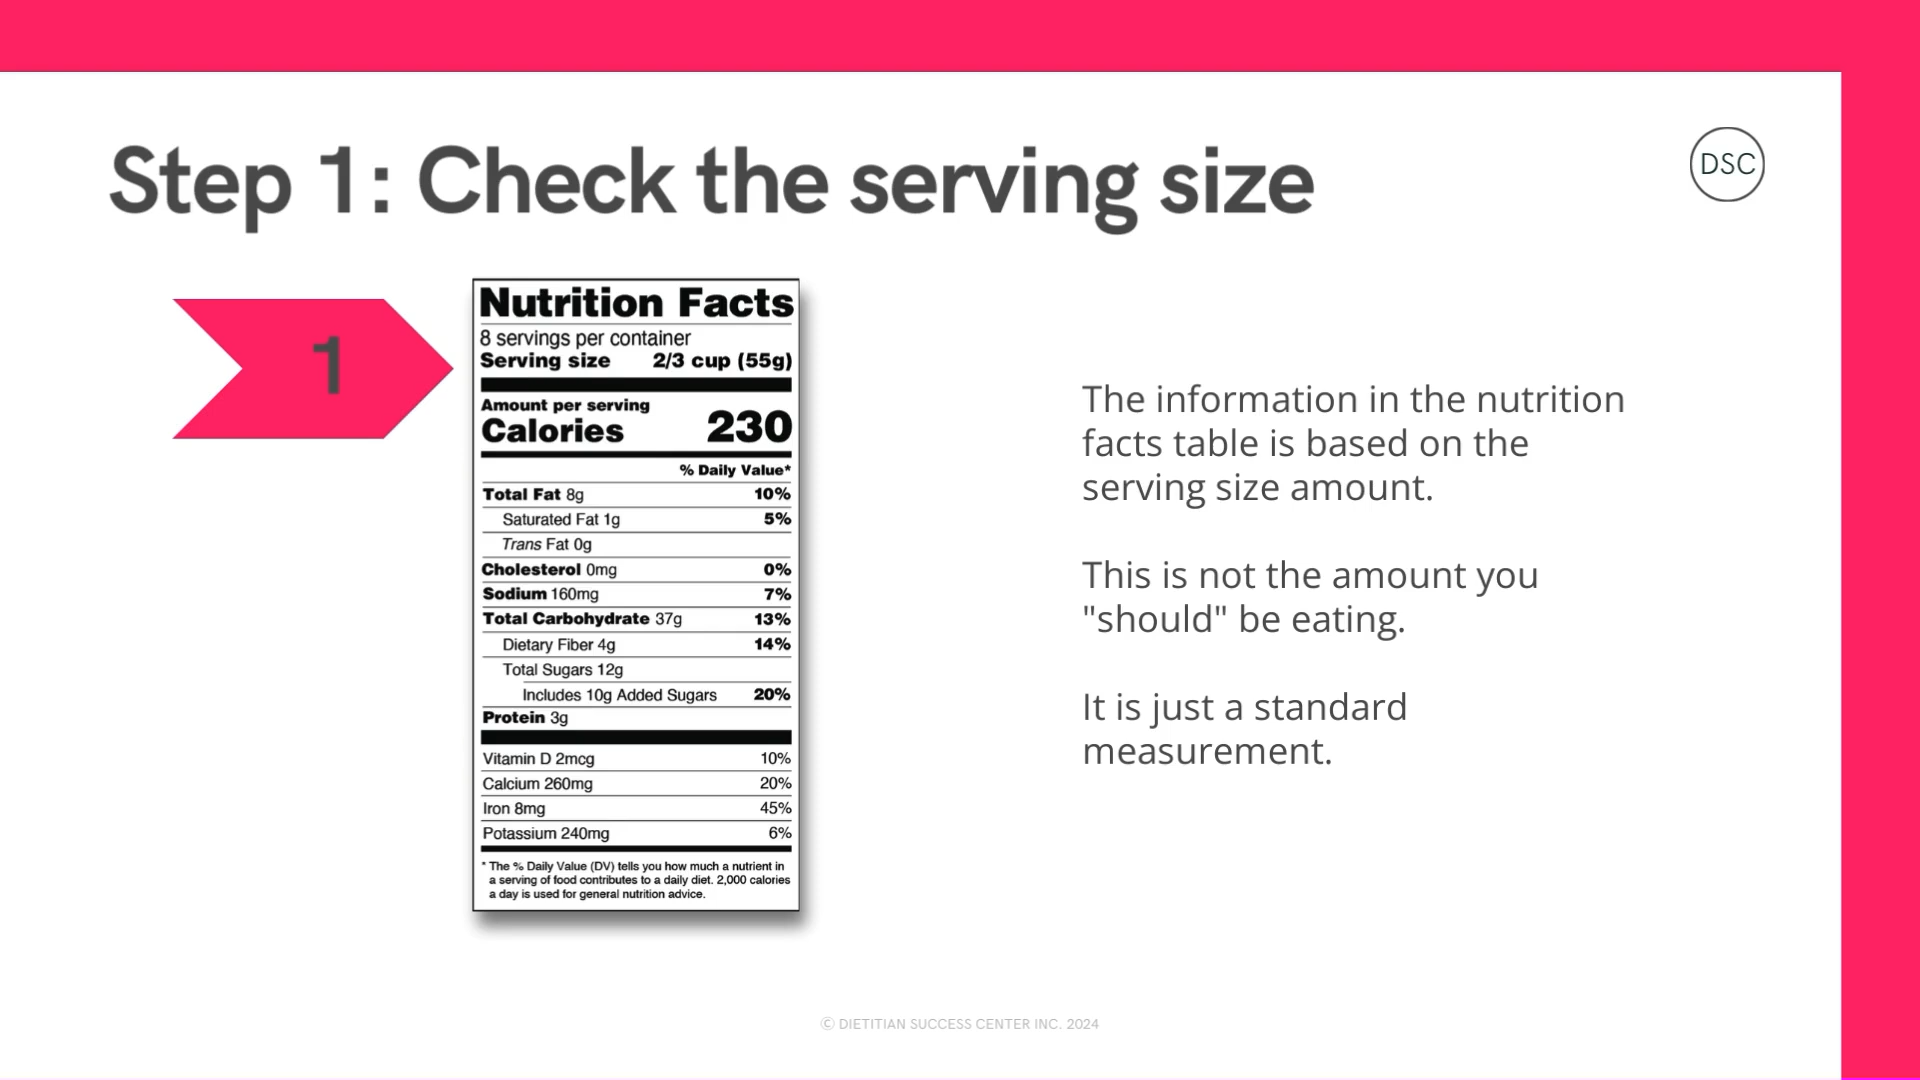 Step 1: Check the serving size
DSC
1
Nutrition Facts
8 servings per container
Serving size 2/3 cup (55g)
Amount per serving
Calories 230
% Daily Value*
Total Fat 8g 10%
Saturated Fat 1g 5%
Trans Fat 0g
Cholesterol 0mg 0%
Sodium 160mg 7%
Total Carbohydrate 37g 13%
Dietary Fiber 4g 14%
Total Sugars 12g
Includes 10g Added Sugars 20%
Protein 3g
Vitamin D 2mcg 10%
Calcium 260mg 20%
Iron 8mg 45%
Potassium 240mg 6%
* The % Daily Value (DV) tells you how much a nutrient in
a serving of food contributes to a daily diet. 2,000 calories
a day is used for general nutrition advice.
The information in the nutrition
facts table is based on the
serving size amount.
This is not the amount you
"should" be eating.
It is just a standard
measurement.
© DIETITIAN SUCCESS CENTER INC. 2024